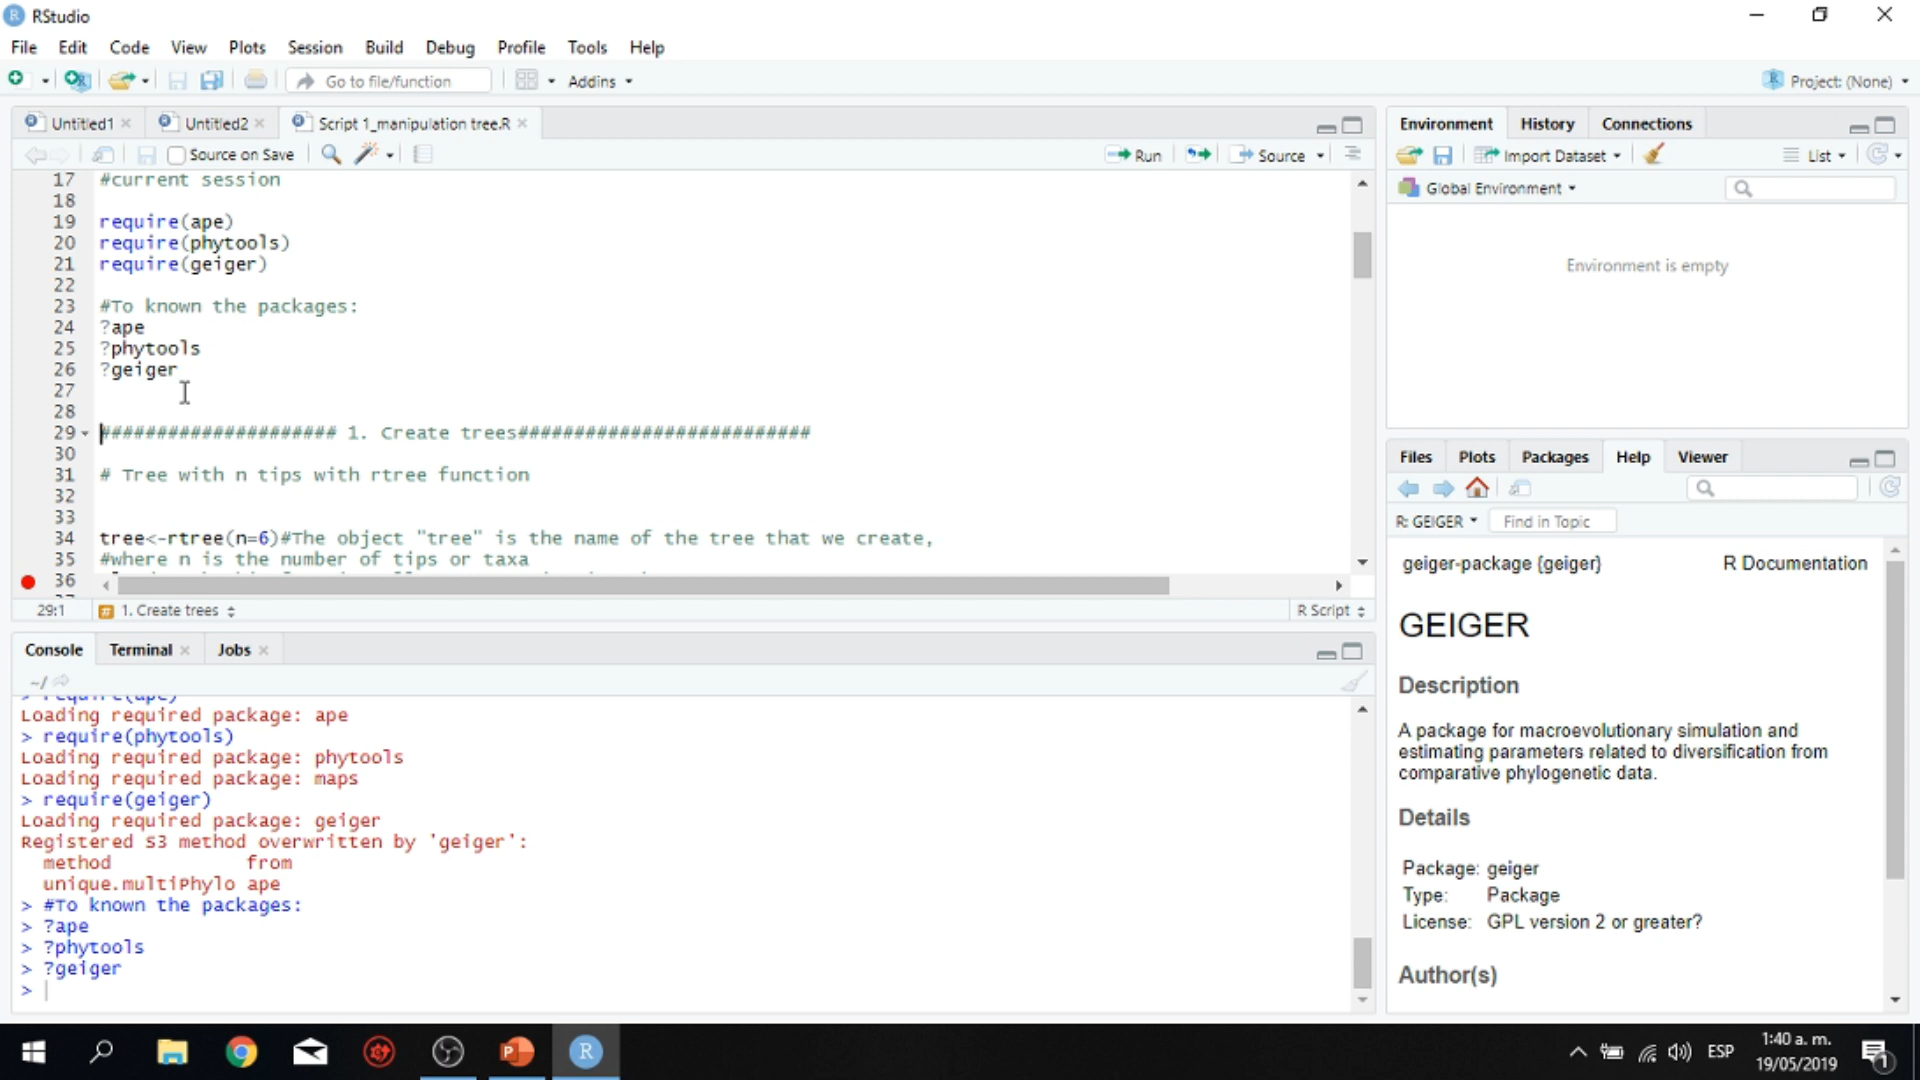 RStudio
File Edit Code View Plots Session Build Debug Profile Tools Help
Go to file/function Addins Project: (None)
Untitled1 Untitled2 Script 1_manipulation tree.R
Source on Save Run Source
17 #current session
18
19 require(ape)
20 require(phytools)
21 require(geiger)
22
23 #To known the packages:
24 ?ape
25 ?phytools
26 ?geiger
27
28
29 ##################### 1. Create trees##########################
30
31 # Tree with n tips with rtree function
32
33
34 tree<-rtree(n=6)#The object "tree" is the name of the tree that we create,
35 #where n is the number of tips or taxa
36
29:1 # 1. Create trees R Script
Console Terminal Jobs
~/
> require(ape)
Loading required package: ape
> require(phytools)
Loading required package: phytools
Loading required package: maps
> require(geiger)
Loading required package: geiger
Registered S3 method overwritten by 'geiger':
method from
unique.multiPhylo ape
> #To known the packages:
> ?ape
> ?phytools
> ?geiger
>
Environment History Connections
Import Dataset List
Global Environment
Environment is empty
Files Plots Packages Help Viewer
R: GEIGER Find in Topic
geiger-package {geiger} R Documentation
GEIGER
Description
A package for macroevolutionary simulation and
estimating parameters related to diversification from
comparative phylogenetic data.
Details
Package: geiger
Type: Package
License: GPL version 2 or greater?
Author(s)
ESP 1:40 a. m.
19/05/2019 1